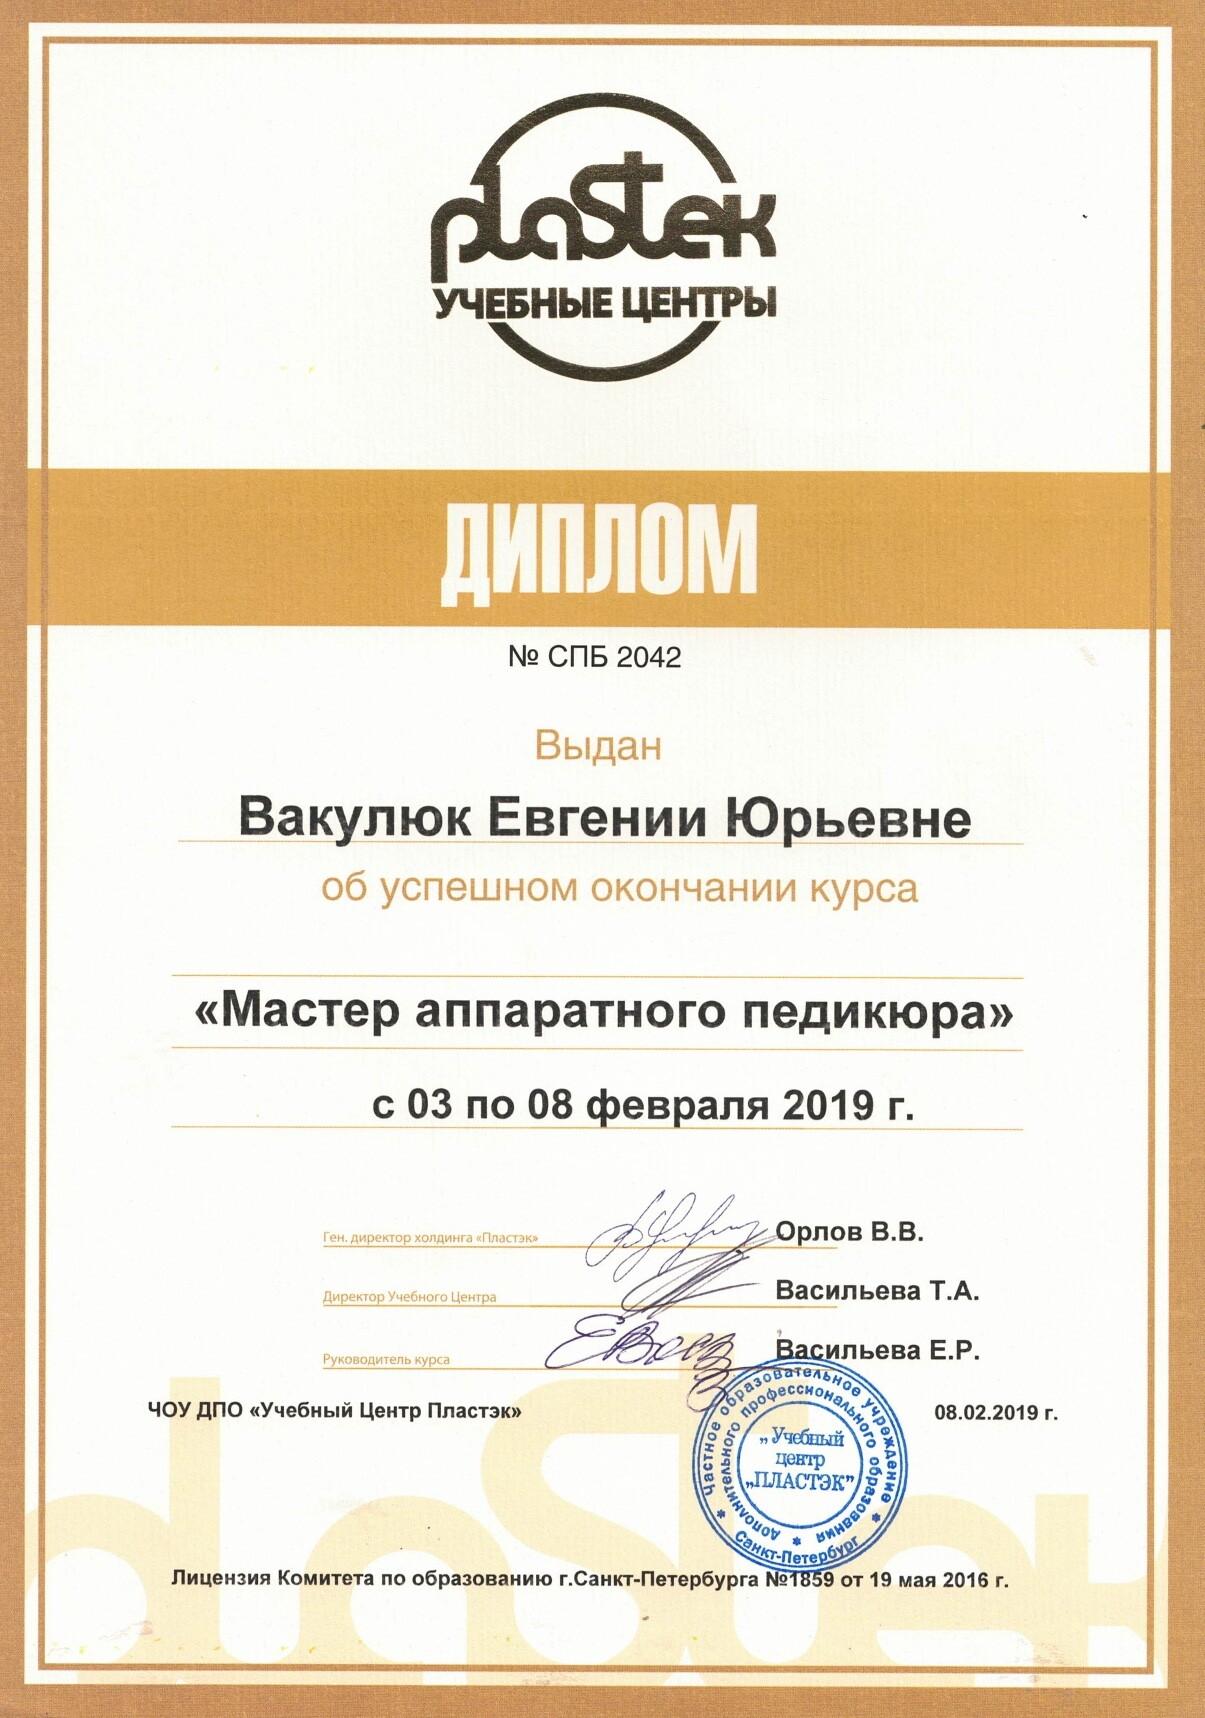 plastek
УЧЕБНЫЕ ЦЕНТРЫ
ДИПЛОМ
№ СПБ 2042
Выдан
Вакулюк Евгении Юрьевне
об успешном окончании курса
«Мастер аппаратного педикюра»
с 03 по 08 февраля 2019 г.
Ген. директор холдинга «Пластэк» Орлов В.В.
Директор Учебного Центра Васильева Т.А.
Руководитель курса Васильева Е.Р.
ЧОУ ДПО «Учебный Центр Пластэк» 08.02.2019 г.
Частное образовательное учреждение
дополнительного профессионального образования
„Учебный
центр
„ПЛАСТЭК”
Санкт-Петербург
Лицензия Комитета по образованию г.Санкт-Петербурга №1859 от 19 мая 2016 г.
plastek